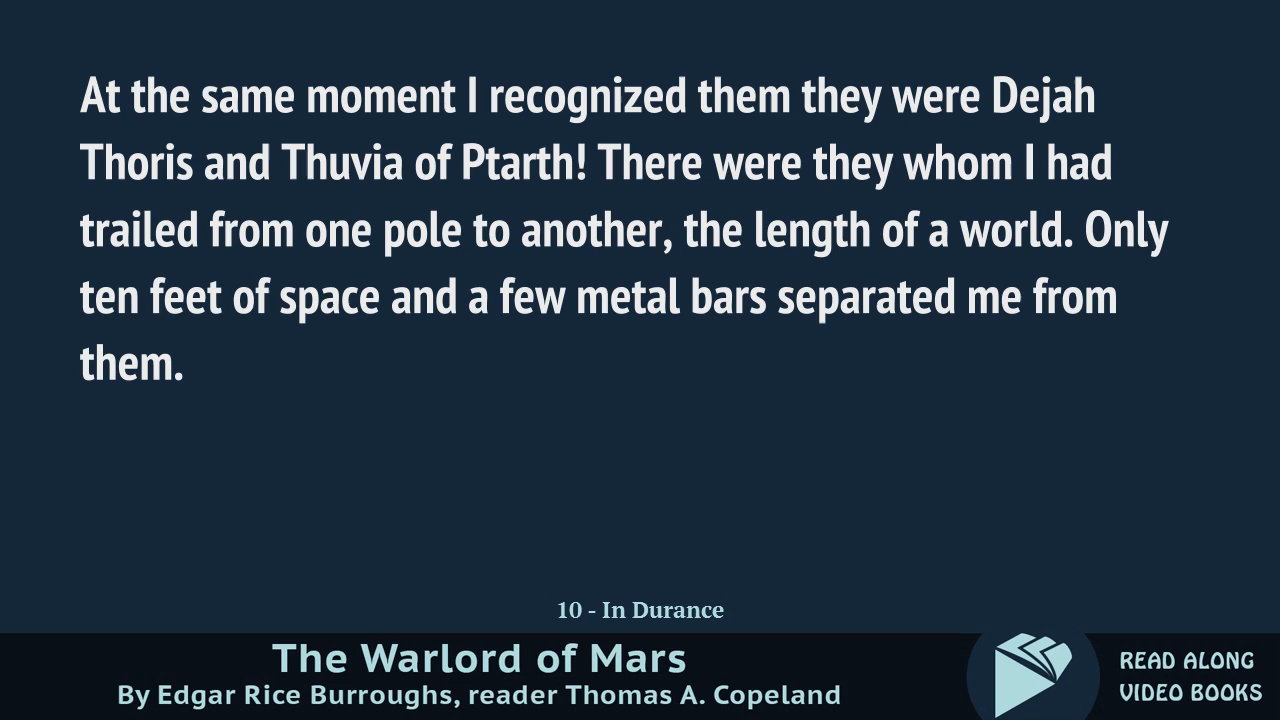 At the same moment I recognized them they were Dejah
Thoris and Thuvia of Ptarth! There were they whom I had
trailed from one pole to another, the length of a world. Only
ten feet of space and a few metal bars separated me from
them.
10 - In Durance
The Warlord of Mars
By Edgar Rice Burroughs, reader Thomas A. Copeland
READ ALONG
VIDEO BOOKS